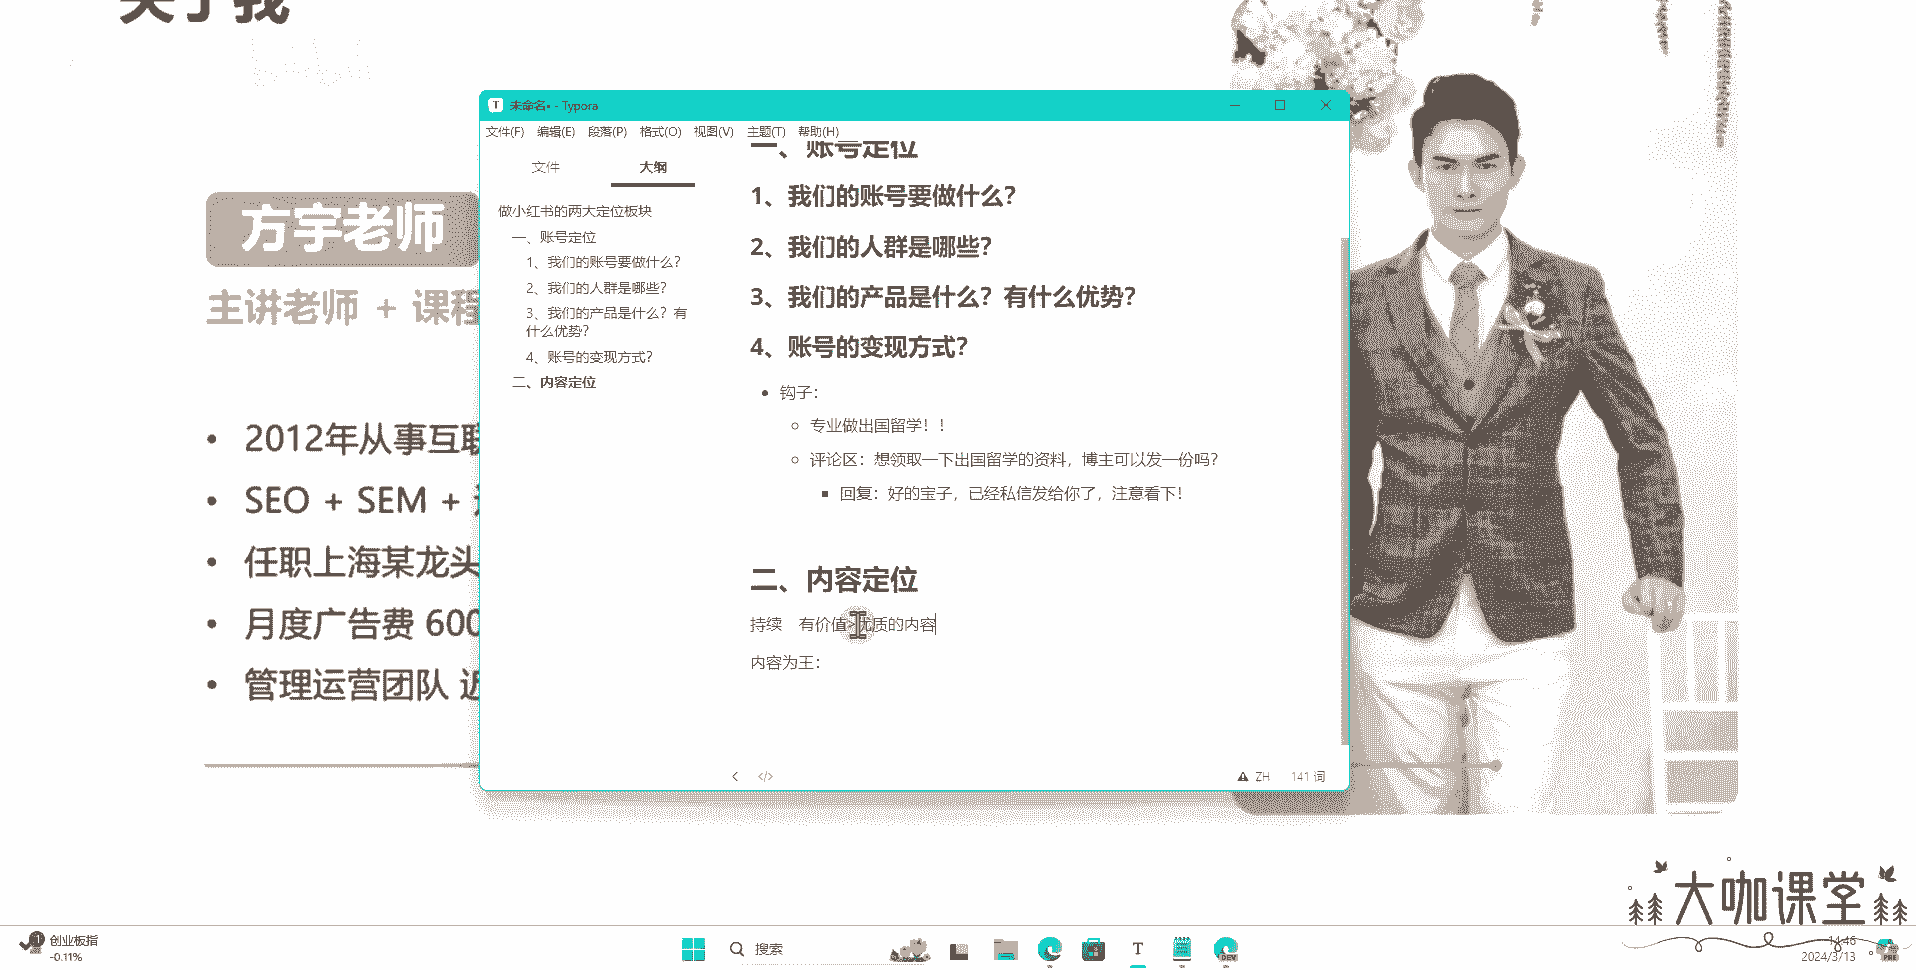 关于我
方宇老师
主讲老师 + 课程
2012年从事互联
SEO + SEM +
任职上海某龙头
月度广告费 600
管理运营团队 近
未命名• - Typora
文件(F) 编辑(E) 段落(P) 格式(O) 视图(V) 主题(T) 帮助(H)
文件 大纲
做小红书的两大定位板块
一、账号定位
1、我们的账号要做什么？
2、我们的人群是哪些？
3、我们的产品是什么？有
什么优势？
4、账号的变现方式？
二、内容定位
一、账号定位
1、我们的账号要做什么？
2、我们的人群是哪些？
3、我们的产品是什么？有什么优势？
4、账号的变现方式？
钩子：
专业做出国留学！！
评论区：想领取一下出国留学的资料，博主可以发一份吗？
回复：好的宝子，已经私信发给你了，注意看下！
二、内容定位
持续 有价值>优质的内容
内容为王：
ZH 141 词
大咖课堂
创业板指
-0.11%
搜索
DEV
14:46
2024/3/13
PRE